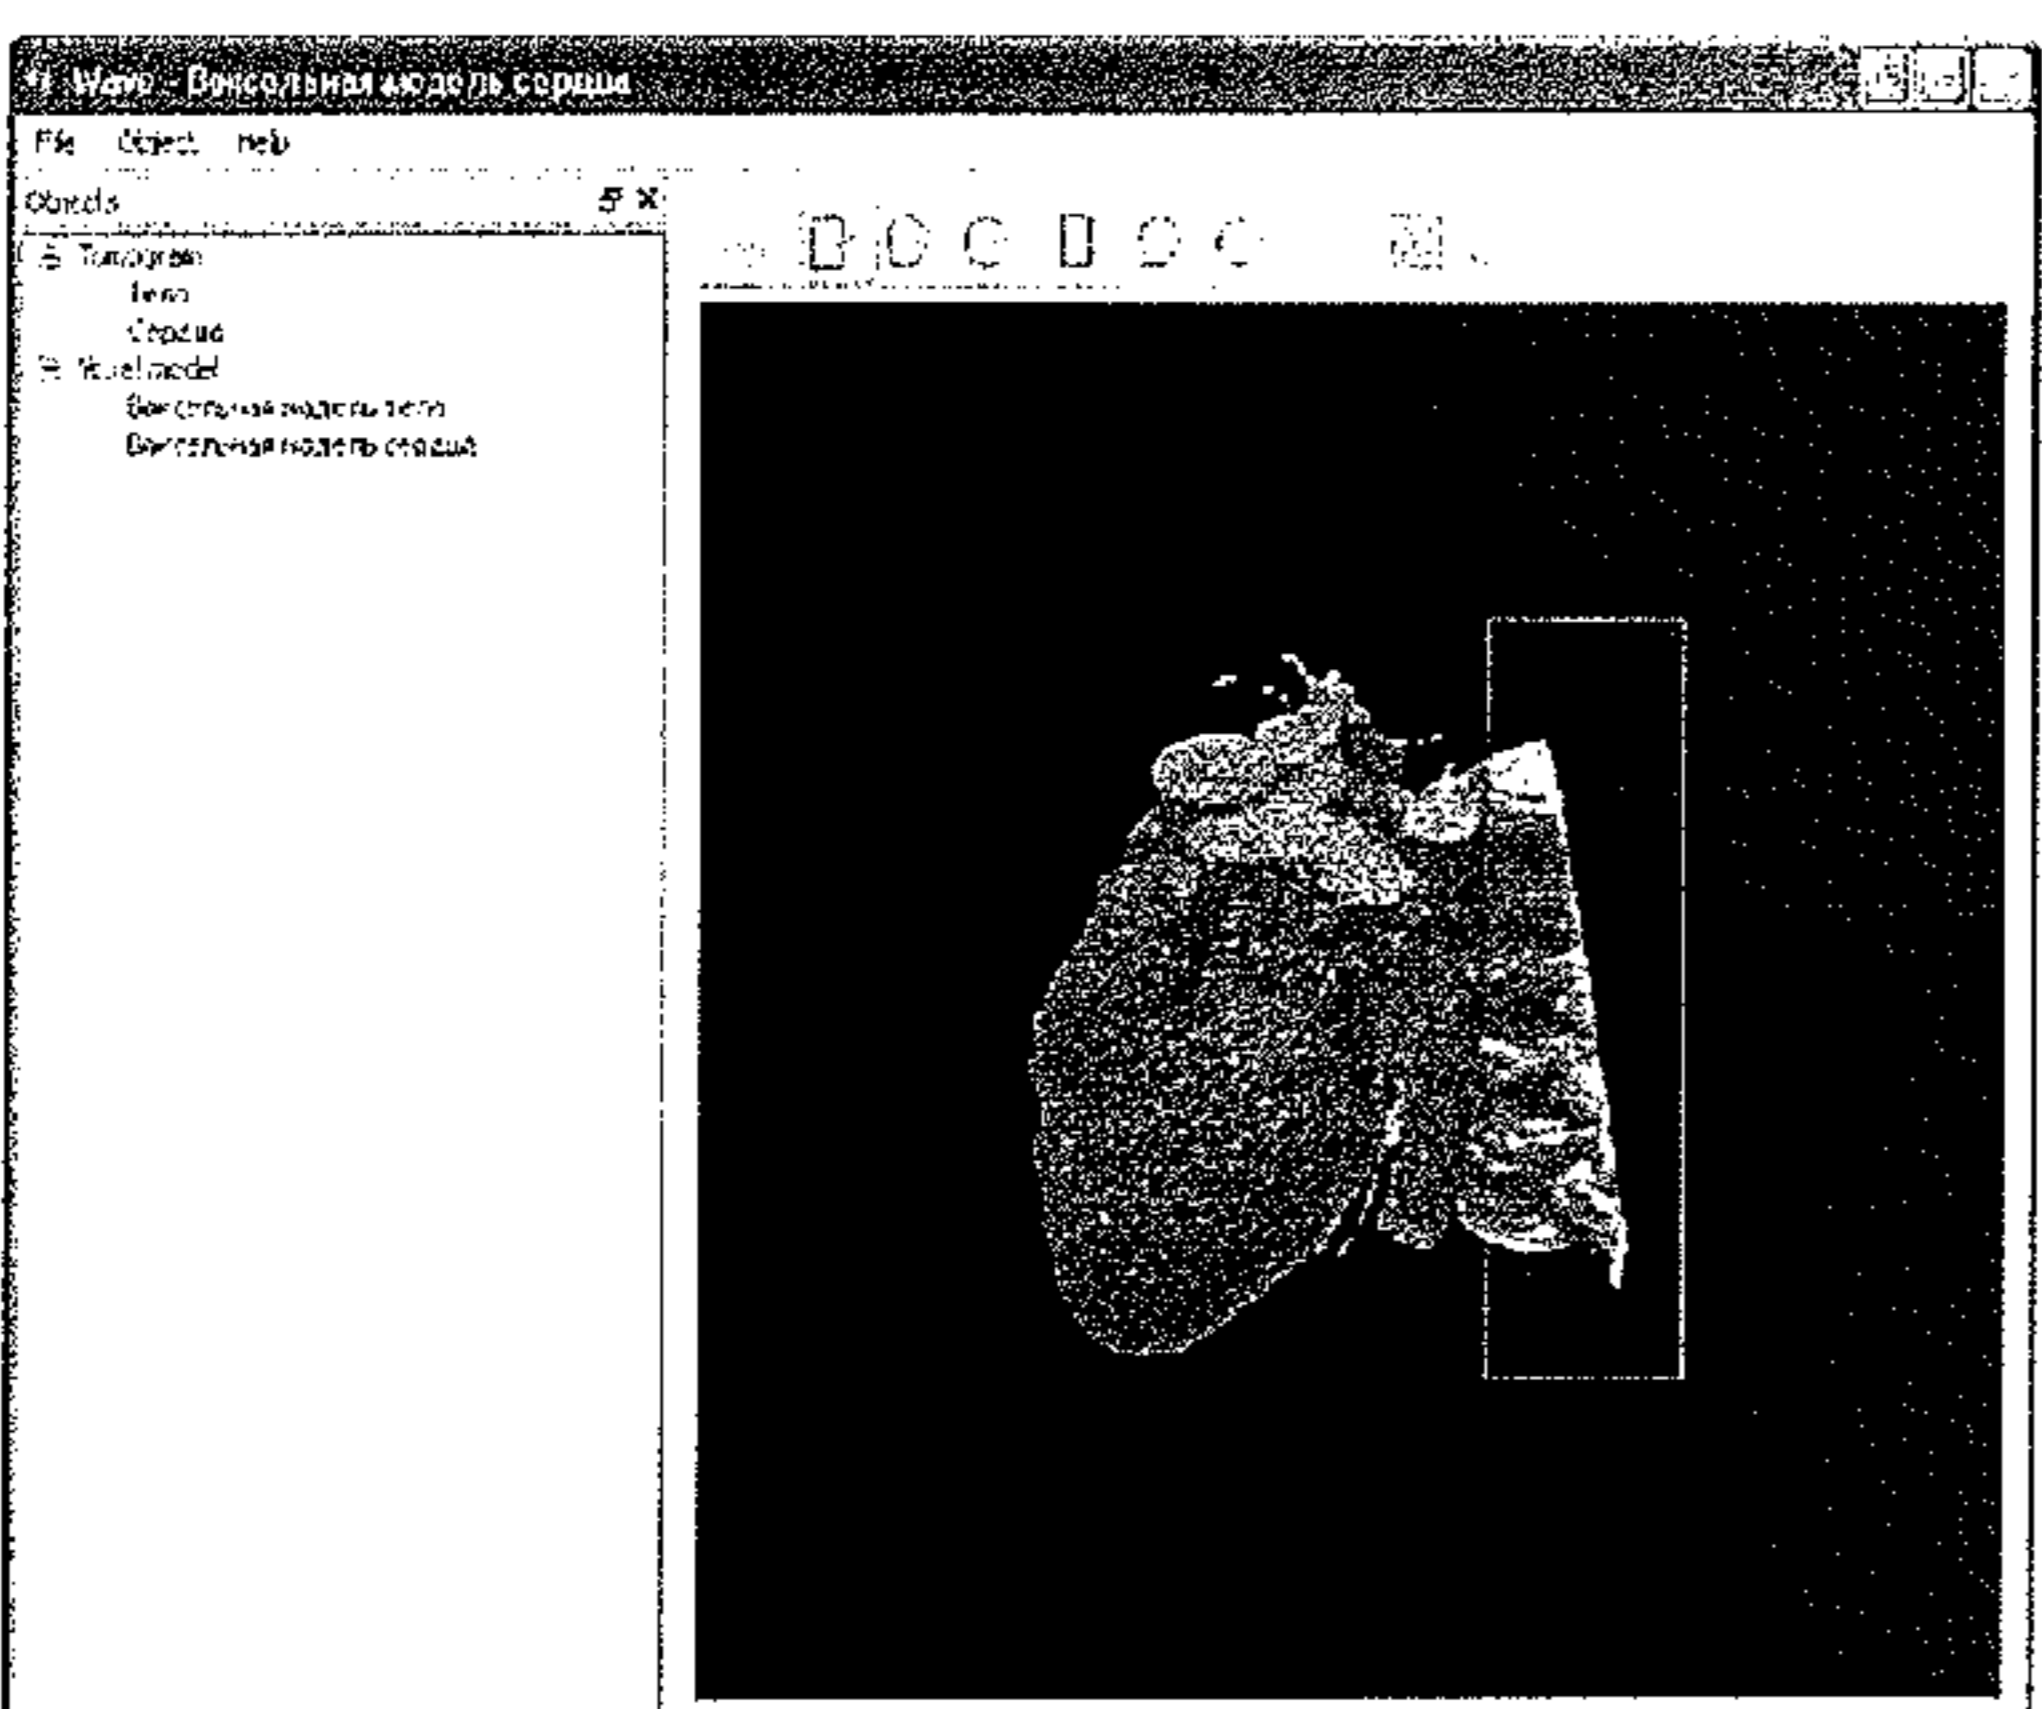 Wave - Воксельная модель сердца
File Object Help
Objects
Tomogram
Тело
Сердце
Voxel model
Воксельная модель тела
Воксельная модель сердца